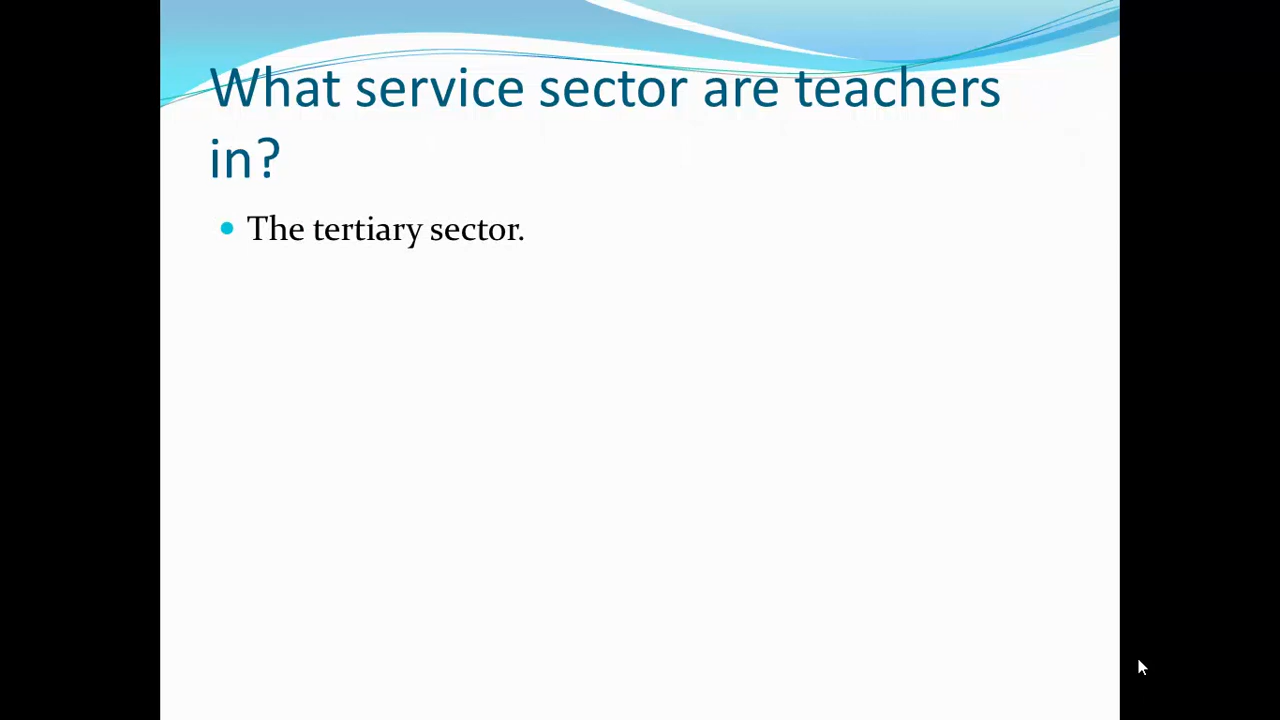 What service sector are teachers
in?
The tertiary sector.